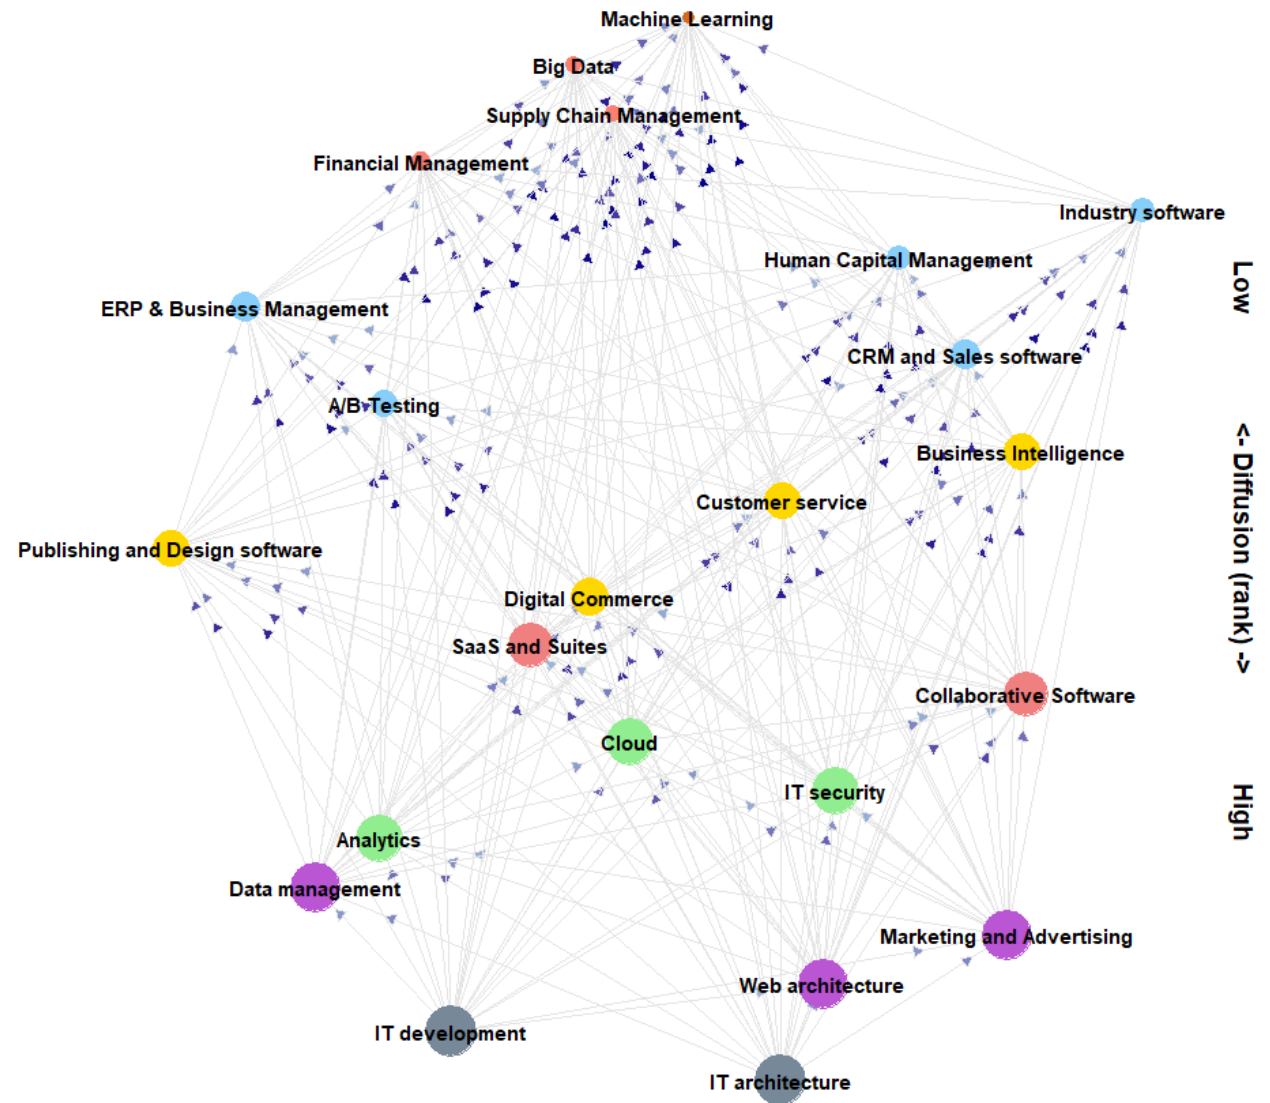 Machine Learning
Big Data
Supply Chain Management
Financial Management
Industry software
Human Capital Management
ERP & Business Management
CRM and Sales software
A/B Testing
Business Intelligence
Customer service
Publishing and Design software
Digital Commerce
SaaS and Suites
Collaborative Software
Cloud
IT security
Analytics
Data management
Marketing and Advertising
Web architecture
IT development
IT architecture
Low
<- Diffusion (rank) ->
High